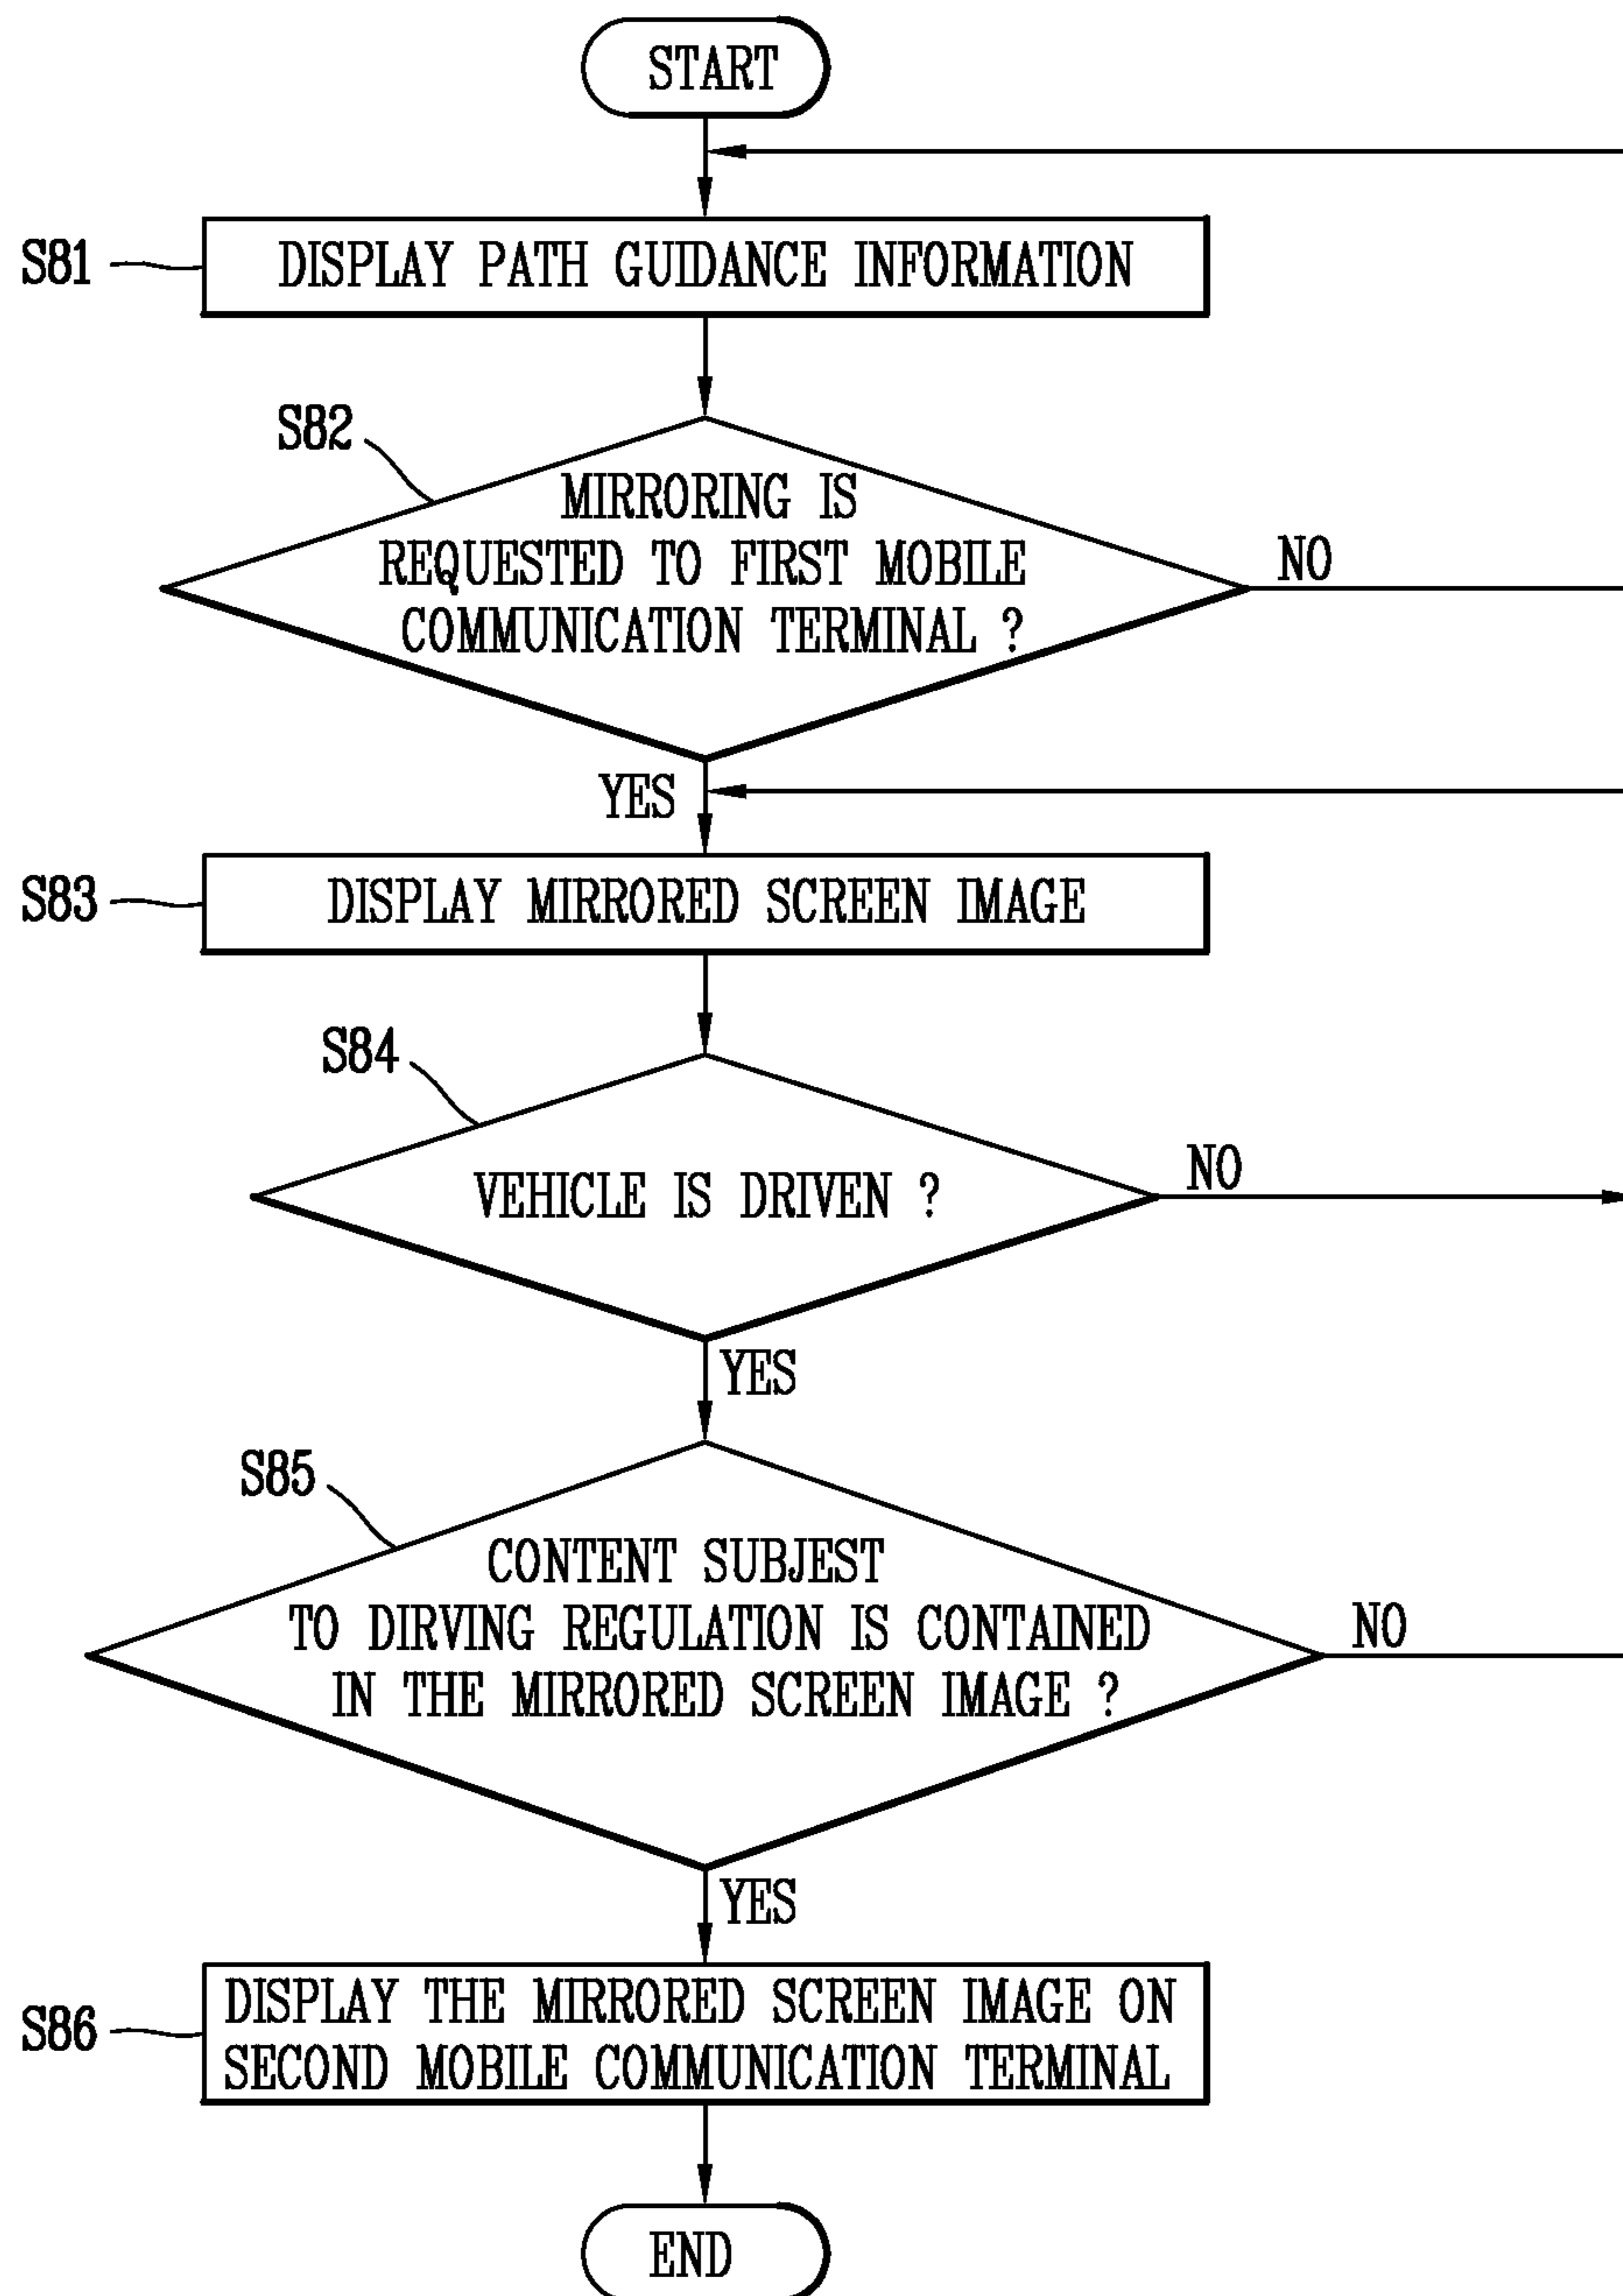 START
S81
DISPLAY PATH GUIDANCE INFORMATION
S82
MIRRORING IS
REQUESTED TO FIRST MOBILE
COMMUNICATION TERMINAL ?
NO
YES
S83
DISPLAY MIRRORED SCREEN IMAGE
S84
VEHICLE IS DRIVEN ?
NO
YES
S85
CONTENT SUBJEST
TO DIRVING REGULATION IS CONTAINED
IN THE MIRRORED SCREEN IMAGE ?
NO
YES
S86
DISPLAY THE MIRRORED SCREEN IMAGE ON
SECOND MOBILE COMMUNICATION TERMINAL
END